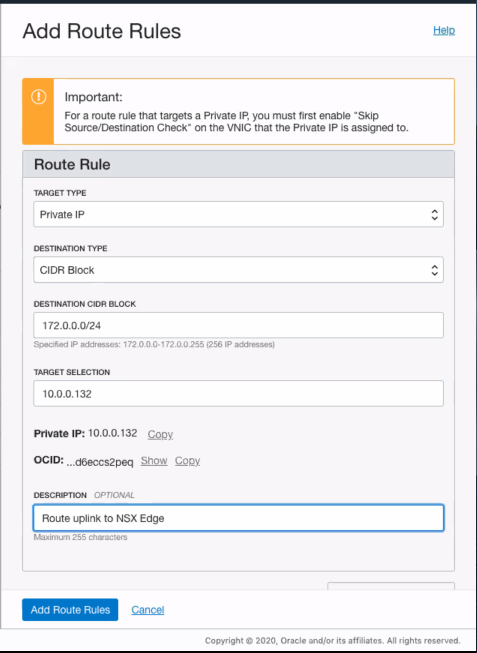 Add Route Rules
Help
Important:
For a route rule that targets a Private IP, you must first enable "Skip
Source/Destination Check" on the VNIC that the Private IP is assigned to.
Route Rule
TARGET TYPE
Private IP
DESTINATION TYPE
CIDR Block
DESTINATION CIDR BLOCK
172.0.0.0/24
Specified IP addresses: 172.0.0.0-172.0.0.255 (256 IP addresses)
TARGET SELECTION
10.0.0.132
Private IP: 10.0.0.132 Copy
OCID: ...d6eccs2peq Show Copy
DESCRIPTION OPTIONAL
Route uplink to NSX Edge
Maximum 255 characters
Add Route Rules Cancel
Copyright © 2020, Oracle and/or its affiliates. All rights reserved.